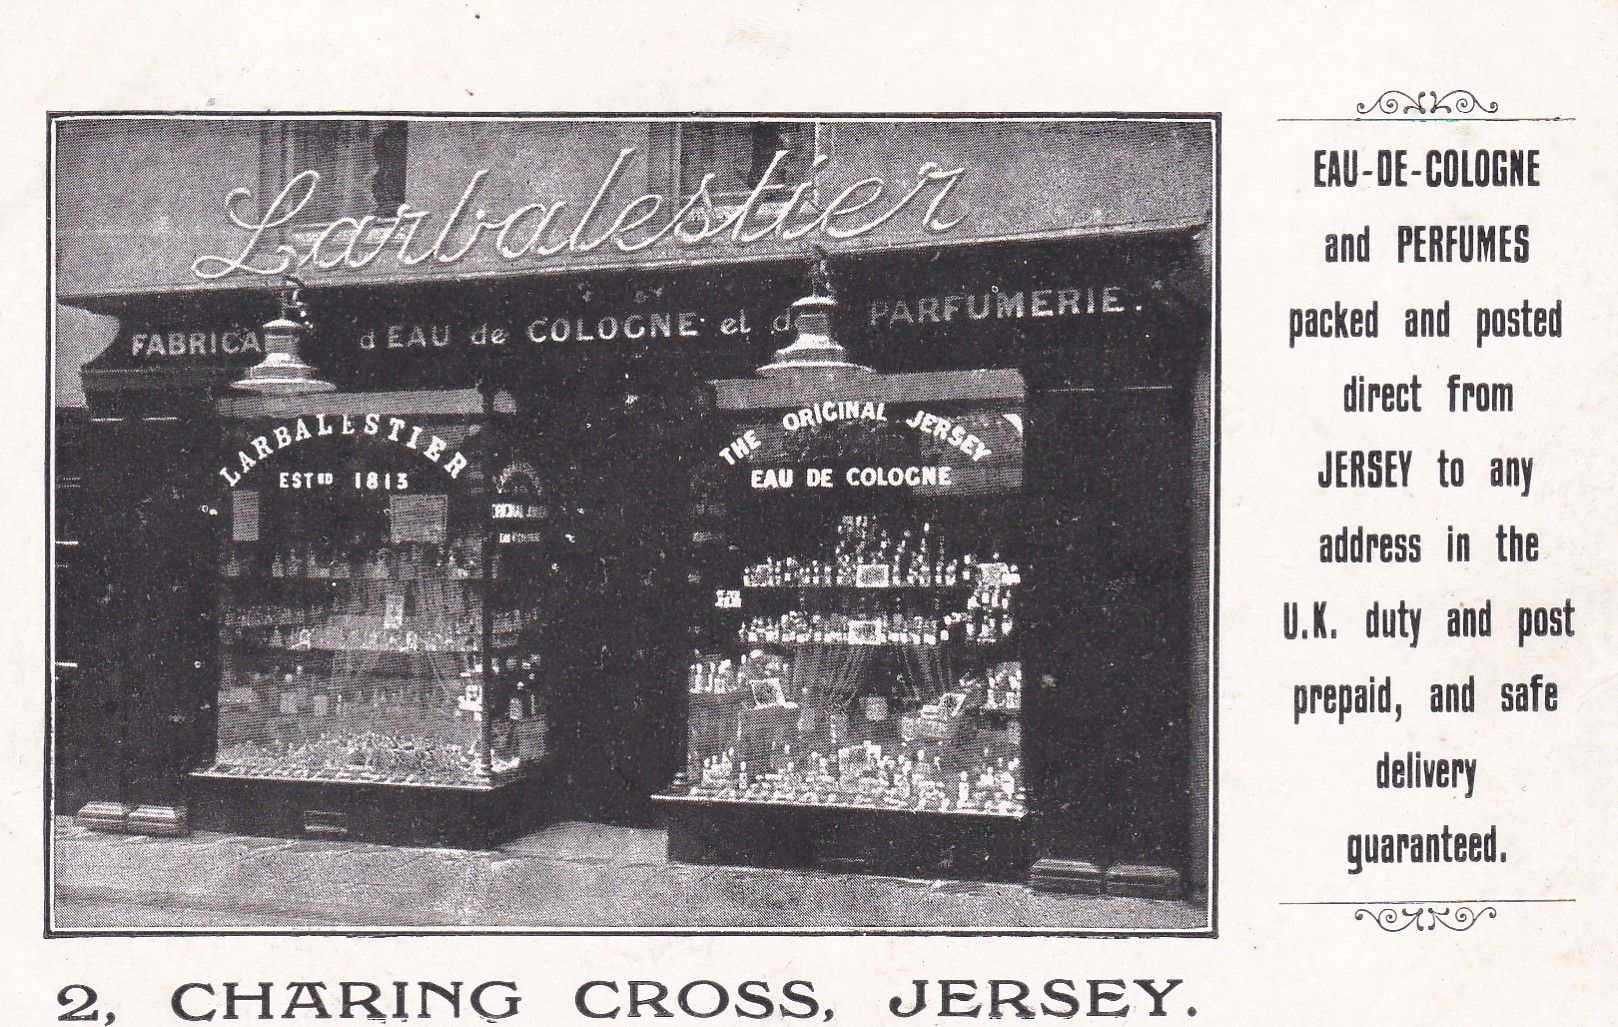 Larbalestier
FABRICA d'EAU de COLOGNE et d PARFUMERIE.
LARBALESTIER
ESTED 1813
THE ORIGINAL JERSEY
EAU DE COLOGNE
EAU-DE-COLOGNE
and PERFUMES
packed and posted
direct from
JERSEY to any
address in the
U.K. duty and post
prepaid, and safe
delivery
guaranteed.
2, CHARING CROSS, JERSEY.